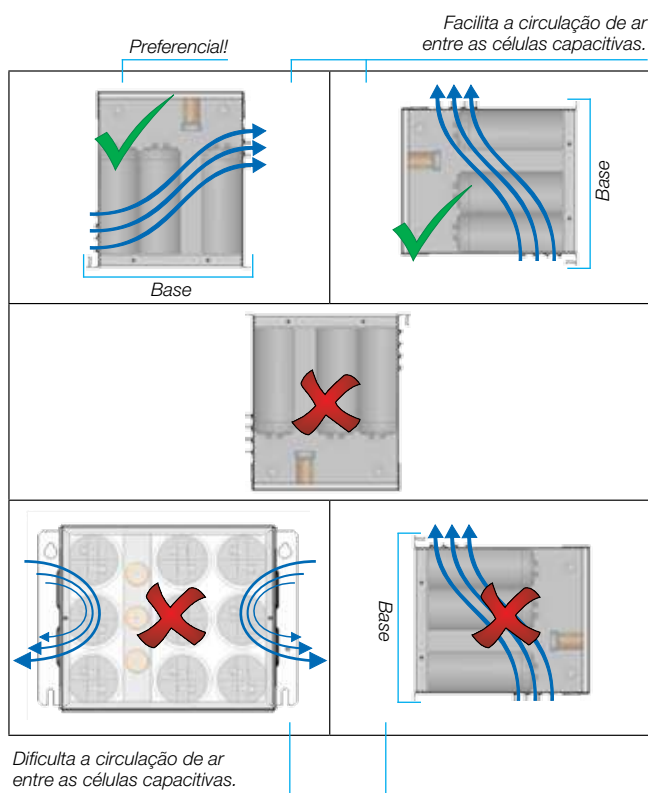 Preferencial!
Facilita a circulação de ar
entre as células capacitivas.
Base
Base
Base
Dificulta a circulação de ar
entre as células capacitivas.